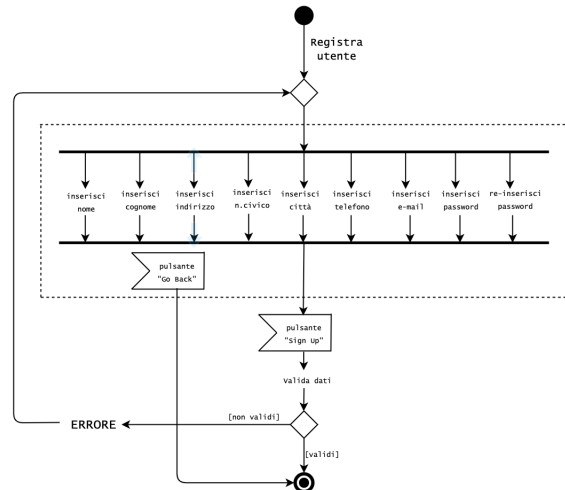 Registra
utente
inserisci
nome
inserisci
cognome
inserisci
indirizzo
inserisci
n.civico
inserisci
città
inserisci
telefono
inserisci
e-mail
inserisci
password
re-inserisci
password
pulsante
"Go Back"
pulsante
"Sign Up"
Valida dati
[non validi]
ERRORE
[validi]